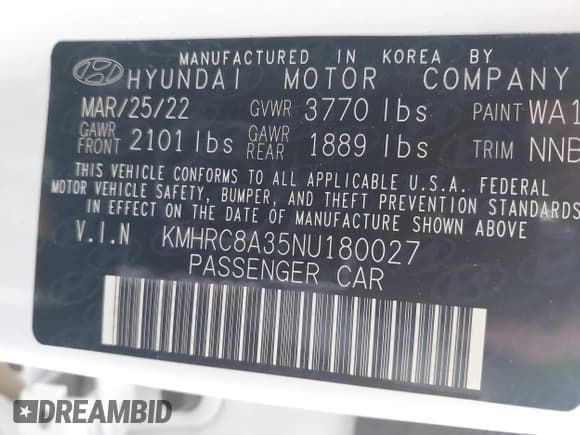 MANUFACTURED IN KOREA BY
HYUNDAI MOTOR COMPANY
MAR/25/22 GVWR 3770 lbs PAINT WA1
GAWR FRONT 2101 lbs GAWR REAR 1889 lbs TRIM NNB
THIS VEHICLE CONFORMS TO ALL APPLICABLE U.S.A. FEDERAL
MOTOR VEHICLE SAFETY, BUMPER, AND THEFT PREVENTION STANDARDS
IN EFFECT ON THE DATE OF MANUFACTURE SHOWN ABOVE
V.I.N KMHRC8A35NU180027
PASSENGER CAR
DREAMBID